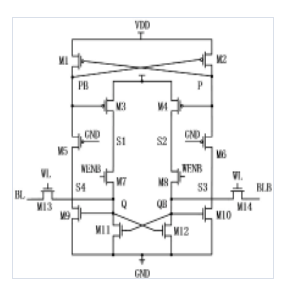 VDD
M1 M2
PB P
M3 M4
GND S1 S2 GND
M5 M6
WENB WENB
WL M7 M8 WL
S4 S3
BL Q QB BLB
M13 M9 M10 M14
M11 M12
GND